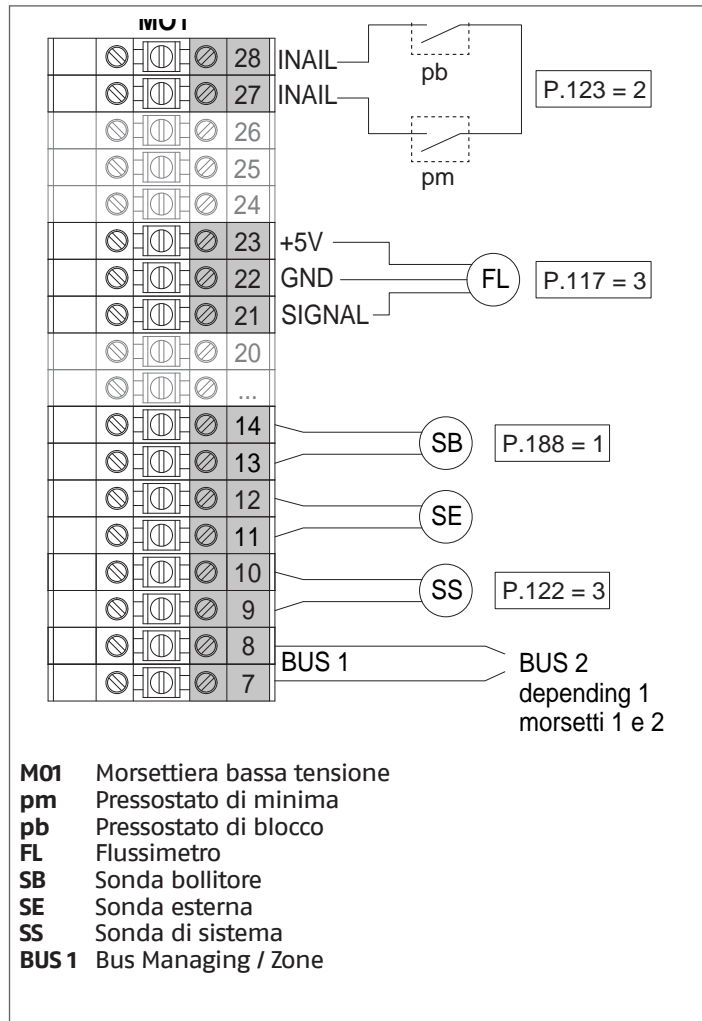 M01
28 INAIL
pb
P.123 = 2
27 INAIL
26
pm
25
24
23 +5V
22 GND FL P.117 = 3
21 SIGNAL
20
...
14
SB P.188 = 1
13
12
SE
11
10
SS P.122 = 3
9
8
BUS 1 BUS 2
7
depending 1
morsetti 1 e 2
M01 Morsettiera bassa tensione
pm Pressostato di minima
pb Pressostato di blocco
FL Flussimetro
SB Sonda bollitore
SE Sonda esterna
SS Sonda di sistema
BUS 1 Bus Managing / Zone